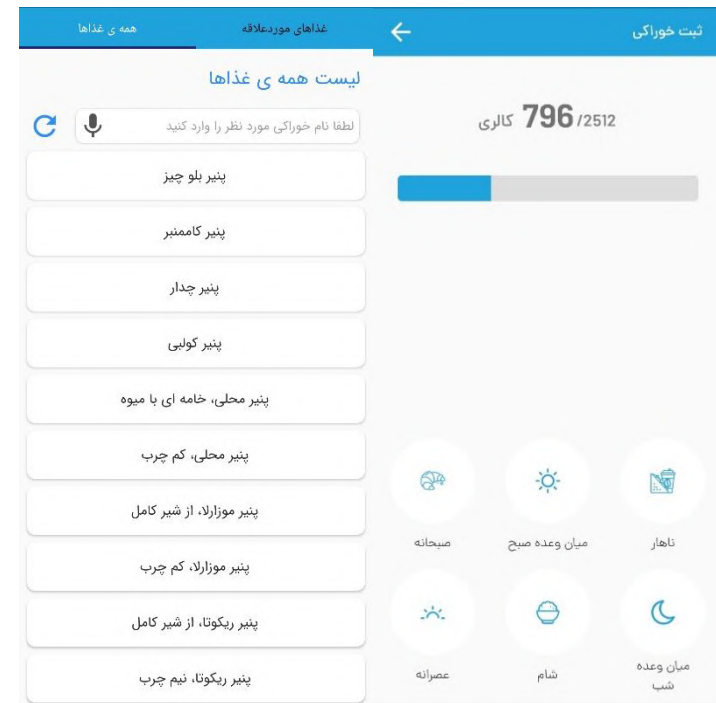 ثبت خوراکی
796/2512 کالری
ناهار
میان وعده صبح
صبحانه
میان وعده
شب
شام
عصرانه
غذاهای موردعلاقه
همه ی غذاها
لیست همه ی غذاها
لطفا نام خوراکی مورد نظر را وارد کنید
پنیر بلو چیز
پنیر کاممنبر
پنیر چدار
پنیر کولبی
پنیر محلی، خامه ای با میوه
پنیر محلی، کم چرب
پنیر موزارلا، از شیر کامل
پنیر موزارلا، کم چرب
پنیر ریکوتا، از شیر کامل
پنیر ریکوتا، نیم چرب